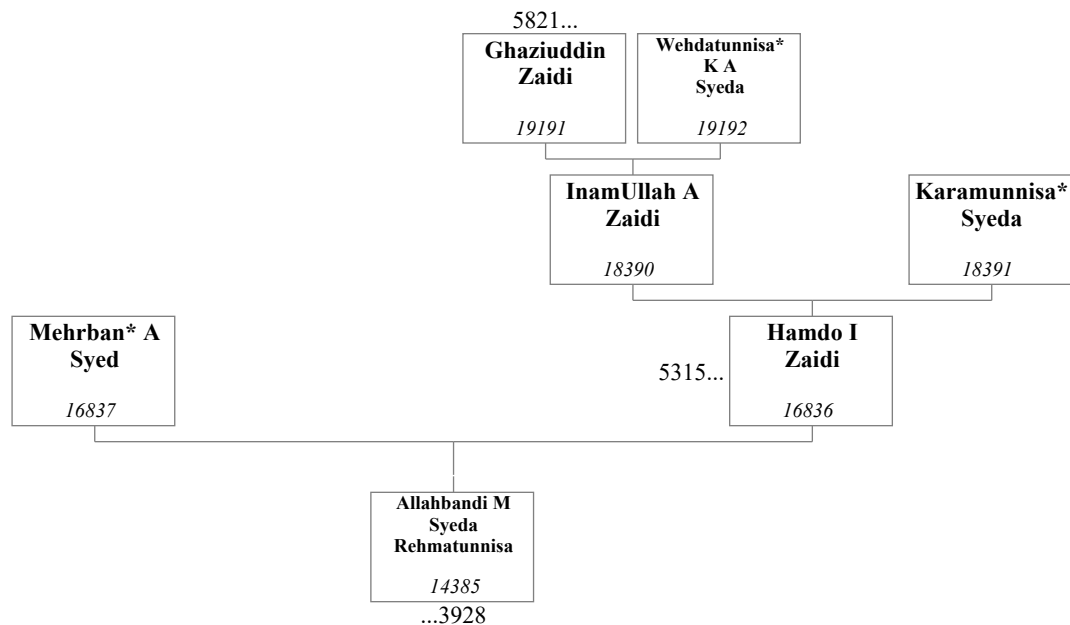 5821...
Ghaziuddin
Zaidi
19191
Wehdatunnisa*
K A
Syeda
19192
InamUllah A
Zaidi
18390
Karamunnisa*
Syeda
18391
Mehrban* A
Syed
16837
5315...
Hamdo I
Zaidi
16836
Allahbandi M
Syeda
Rehmatunnisa
14385
...3928